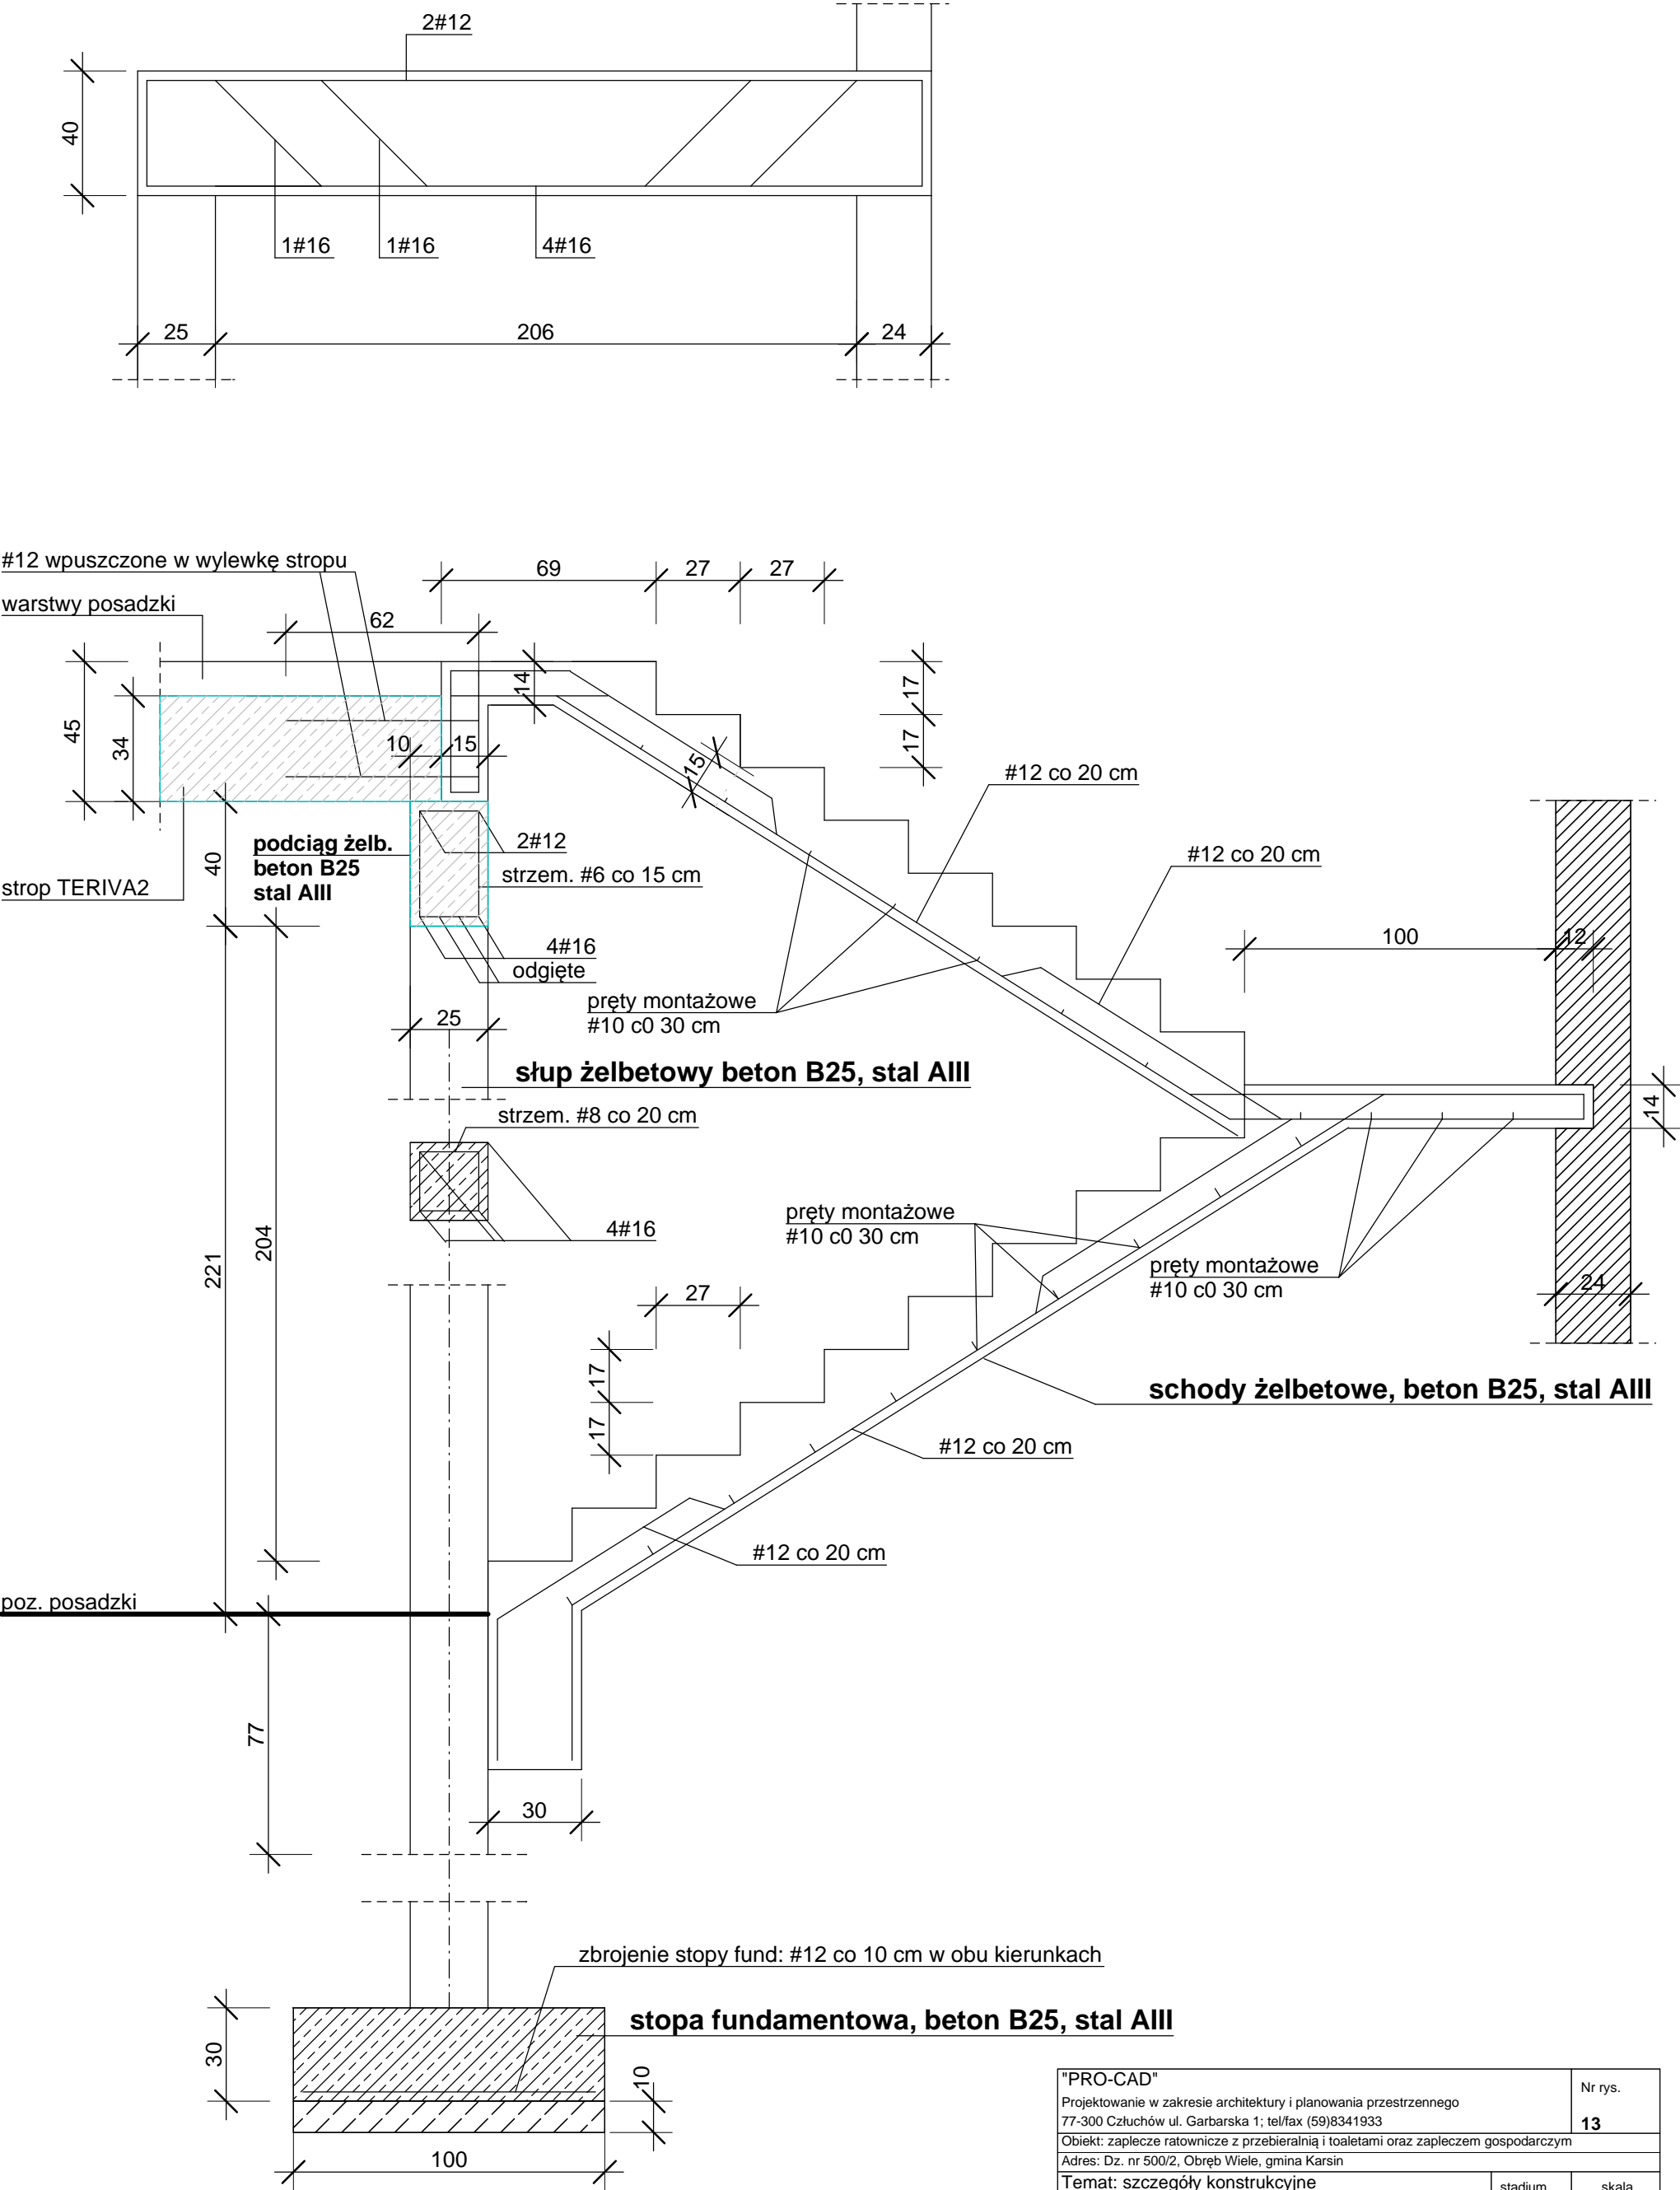 2#12
40
1#16
1#16
4#16
25
206
24
#12 wpuszczone w wylewkę stropu
69
27
27
warstwy posadzki
62
14
17
45
34
10
15
17
15
#12 co 20 cm
podciąg żelb.
beton B25
stal AIII
2#12
40
strzem. #6 co 15 cm
#12 co 20 cm
strop TERIVA2
4#16
odgięte
100
12
pręty montażowe
#10 c0 30 cm
25
słup żelbetowy beton B25, stal AIII
14
strzem. #8 co 20 cm
4#16
pręty montażowe
#10 c0 30 cm
204
221
pręty montażowe
#10 c0 30 cm
24
27
17
17
schody żelbetowe, beton B25, stal AIII
#12 co 20 cm
#12 co 20 cm
poz. posadzki
77
30
zbrojenie stopy fund: #12 co 10 cm w obu kierunkach
stopa fundamentowa, beton B25, stal AIII
30
10
100
"PRO-CAD"
Projektowanie w zakresie architektury i planowania przestrzennego
77-300 Człuchów ul. Garbarska 1; tel/fax (59)8341933
Nr rys.
13
Obiekt: zaplecze ratownicze z przebieralnią i toaletami oraz zapleczem gospodarczym
Adres: Dz. nr 500/2, Obręb Wiele, gmina Karsin
Temat: szczegóły konstrukcyjne
stadium
skala